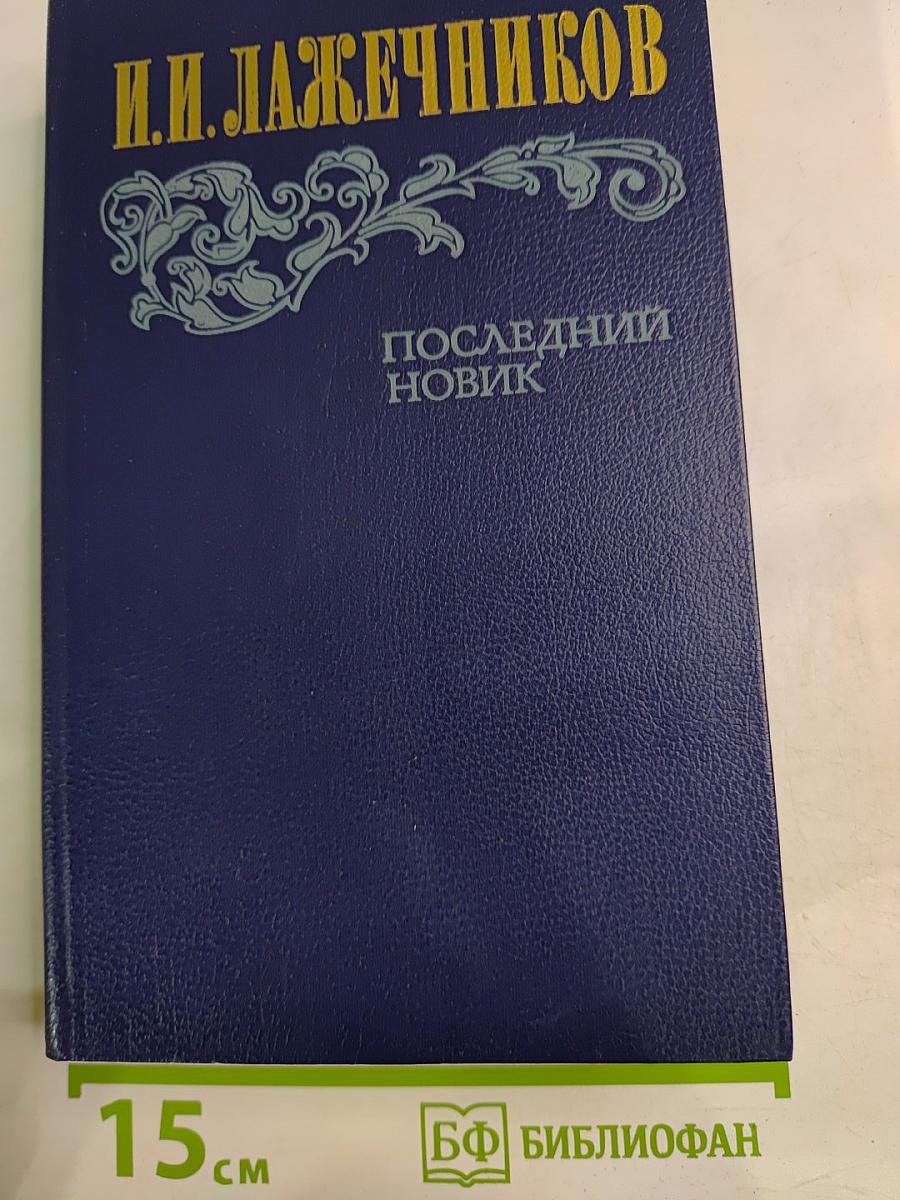 И.И. ЛАЖЕЧНИКОВ
ПОСЛЕДНИЙ
НОВИК
15 см
БФ БИБЛИОФАН